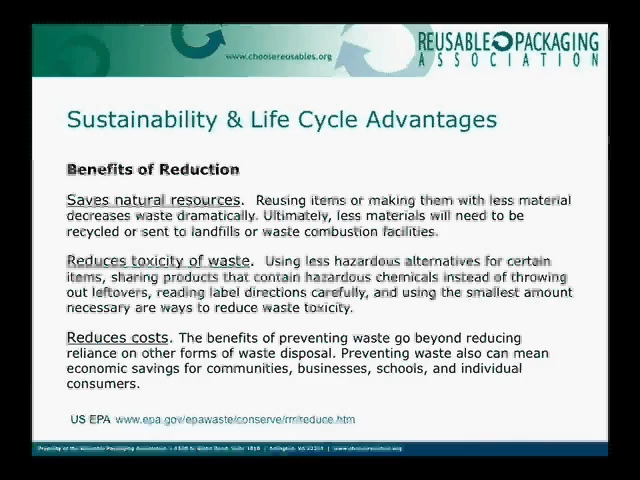 www.choosereusables.org
REUSABLE PACKAGING
ASSOCIATION
Sustainability & Life Cycle Advantages
Benefits of Reduction
Saves natural resources. Reusing items or making them with less material
decreases waste dramatically. Ultimately, less materials will need to be
recycled or sent to landfills or waste combustion facilities.
Reduces toxicity of waste. Using less hazardous alternatives for certain
items, sharing products that contain hazardous chemicals instead of throwing
out leftovers, reading label directions carefully, and using the smallest amount
necessary are ways to reduce waste toxicity.
Reduces costs. The benefits of preventing waste go beyond reducing
reliance on other forms of waste disposal. Preventing waste also can mean
economic savings for communities, businesses, schools, and individual
consumers.
US EPA www.epa.gov/epawaste/conserve/rrr/reduce.htm
Property of the Reusable Packaging Association